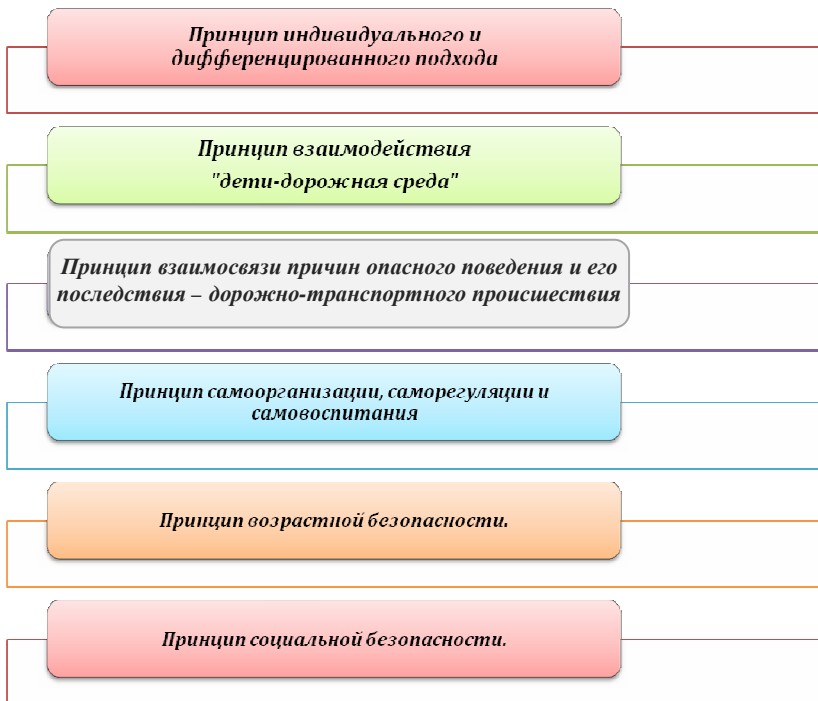 Принцип индивидуального и
дифференцированного подхода
Принцип взаимодействия
"дети-дорожная среда"
Принцип взаимосвязи причин опасного поведения и его
последствия – дорожно-транспортного происшествия
Принцип самоорганизации, саморегуляции и
самовоспитания
Принцип возрастной безопасности.
Принцип социальной безопасности.